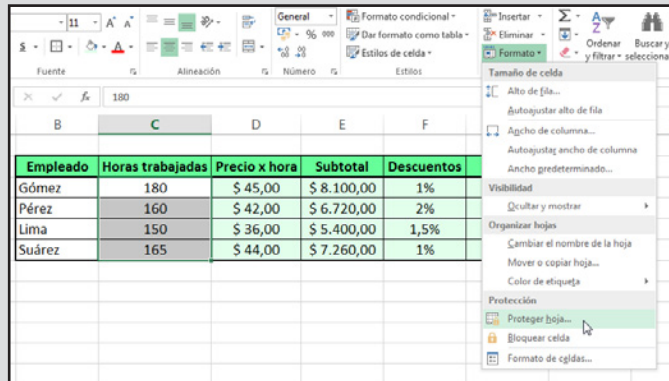 11 A A General Formato condicional Insertar Σ
% 000 Dar formato como tabla Eliminar Ordenar Buscar y
S A Estilos de celda Formato y filtrar selecciona
Fuente Alineación Número Estilos
fx 180
B C D E F
Empleado Horas trabajadas Precio x hora Subtotal Descuentos
Gómez 180 $ 45,00 $ 8.100,00 1%
Pérez 160 $ 42,00 $ 6.720,00 2%
Lima 150 $ 36,00 $ 5.400,00 1,5%
Suárez 165 $ 44,00 $ 7.260,00 1%
Tamaño de celda
Alto de fila...
Autoajustar alto de fila
Ancho de columna...
Autoajustar ancho de columna
Ancho predeterminado...
Visibilidad
Ocultar y mostrar
Organizar hojas
Cambiar el nombre de la hoja
Mover o copiar hoja...
Color de etiqueta
Protección
Proteger hoja...
Bloquear celda
Formato de celdas...